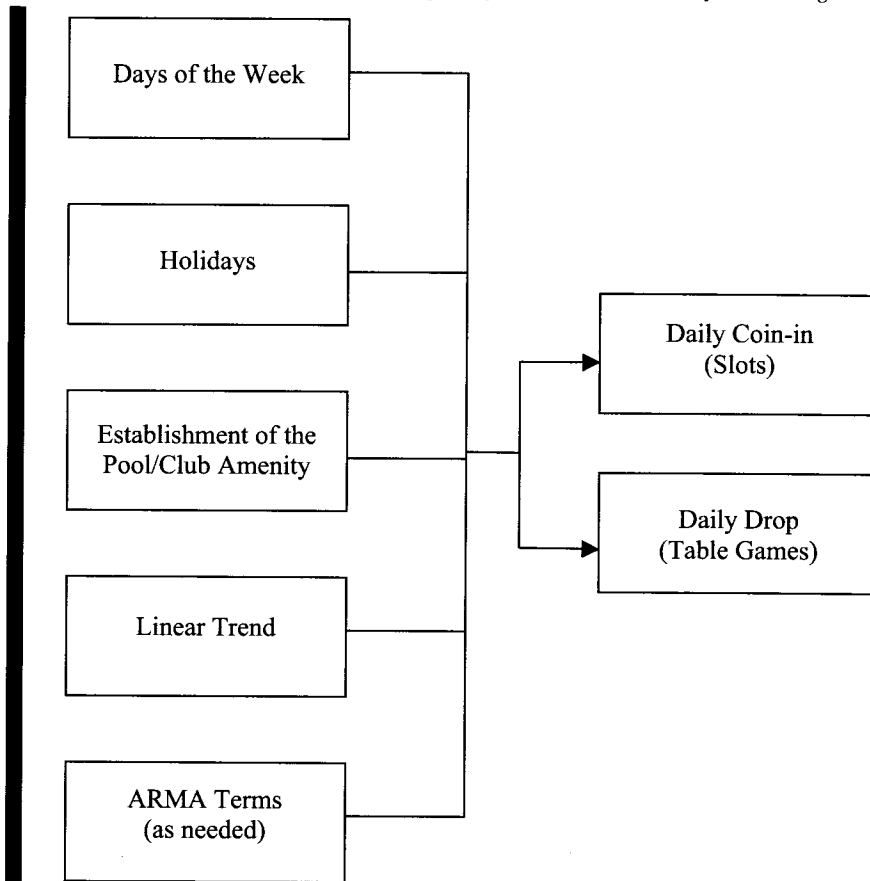 Days of the Week
Holidays
Establishment of the
Pool/Club Amenity
Linear Trend
ARMA Terms
(as needed)
Daily Coin-in
(Slots)
Daily Drop
(Table Games)